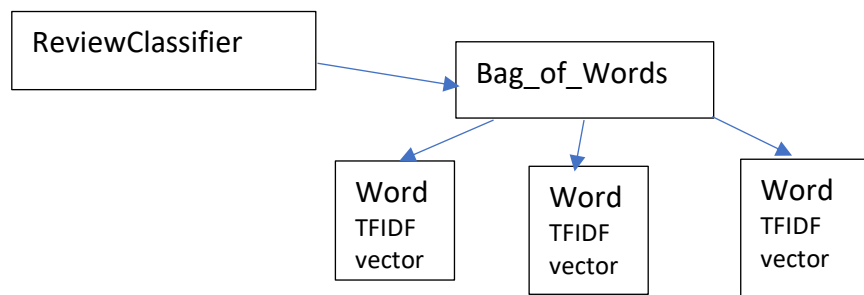 ReviewClassifier
Bag_of_Words
Word
TFIDF
vector
Word
TFIDF
vector
Word
TFIDF
vector